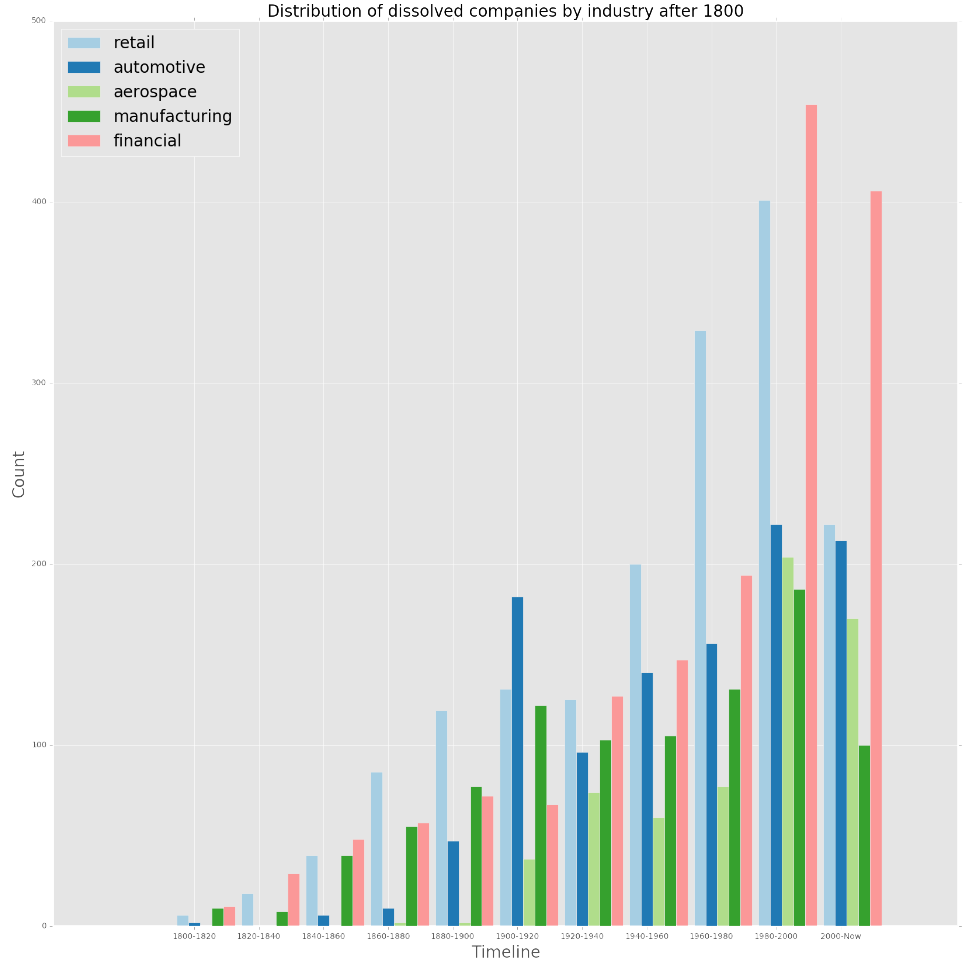 Distribution of dissolved companies by industry after 1800
500
400
300
200
100
0
Count
retail
automotive
aerospace
manufacturing
financial
1800-1820 1820-1840 1840-1860 1860-1880 1880-1900 1900-1920 1920-1940 1940-1960 1960-1980 1980-2000 2000-Now
Timeline